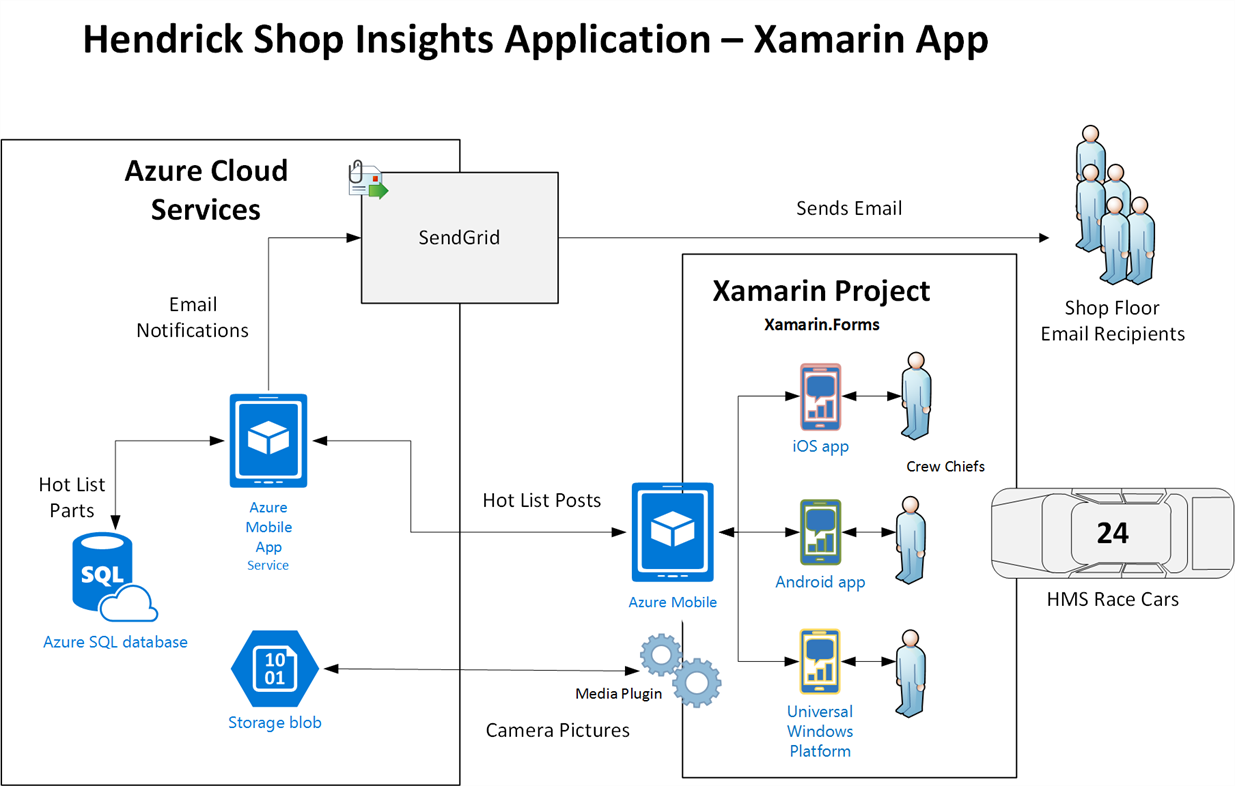 Hendrick Shop Insights Application – Xamarin App
Azure Cloud
Services
SendGrid
Sends Email
Email
Notifications
Shop Floor
Email Recipients
Xamarin Project
Xamarin.Forms
iOS app
Crew Chiefs
Hot List
Parts
Azure
Mobile
App
Service
Hot List Posts
SQL
Azure SQL database
Azure Mobile
Android app
24
HMS Race Cars
10
01
Storage blob
Media Plugin
Camera Pictures
Universal
Windows
Platform